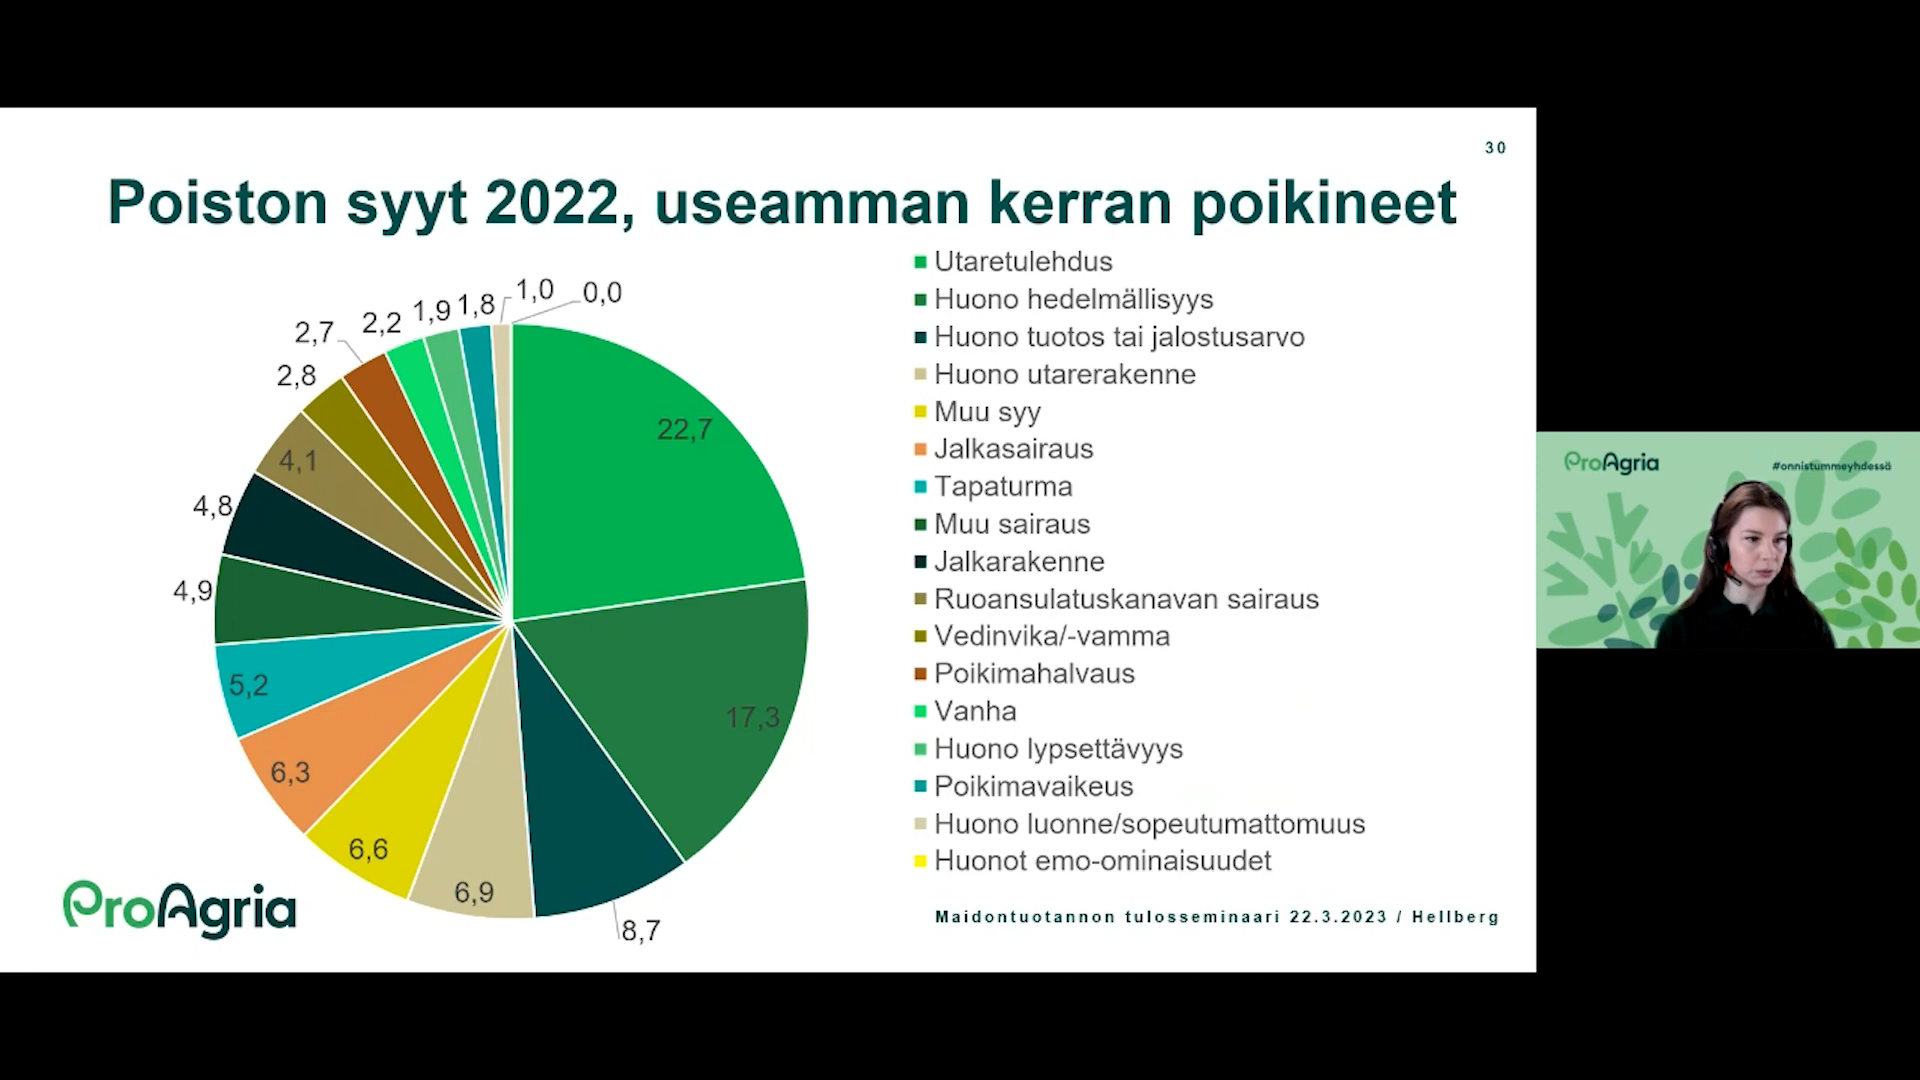 30
Poiston syyt 2022, useamman kerran poikineet
Utaretulehdus
Huono hedelmällisyys
Huono tuotos tai jalostusarvo
Huono utarerakenne
Muu syy
Jalkasairaus
Tapaturma
Muu sairaus
Jalkarakenne
Ruoansulatuskanavan sairaus
Vedinvika/-vamma
Poikimahalvaus
Vanha
Huono lypsettävyys
Poikimavaikeus
Huono luonne/sopeutumattomuus
Huonot emo-ominaisuudet
22,7
17,3
8,7
6,9
6,6
6,3
5,2
4,9
4,8
4,1
2,8
2,7
2,2
1,9
1,8
1,0
0,0
ProAgria
Maidontuotannon tulosseminaari 22.3.2023 / Hellberg
ProAgria
#onnistummeyhdessä